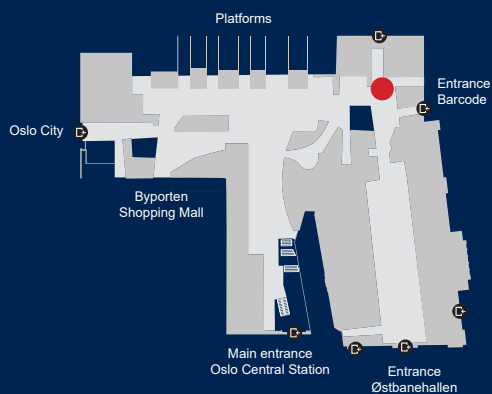 Platforms
Entrance
Barcode
Oslo City
Byporten
Shopping Mall
Main entrance
Oslo Central Station
Entrance
Østbanehallen